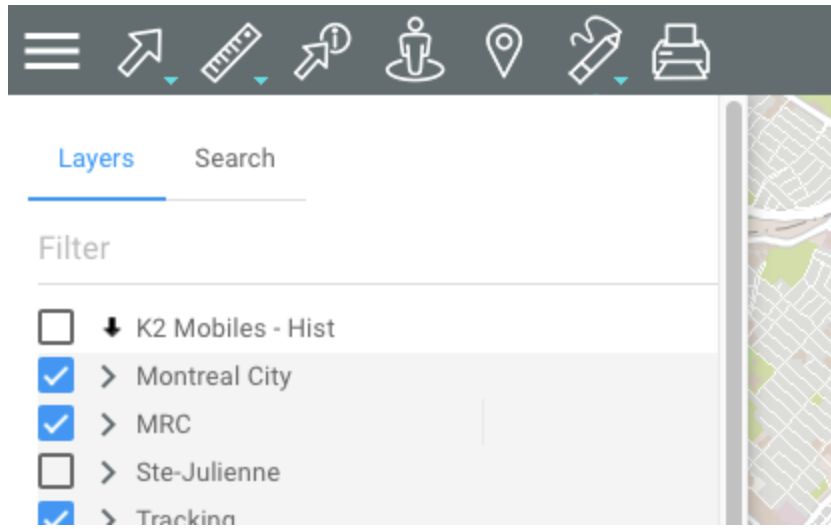 Layers Search
Filter
K2 Mobiles - Hist
Montreal City
MRC
Ste-Julienne
Tracking